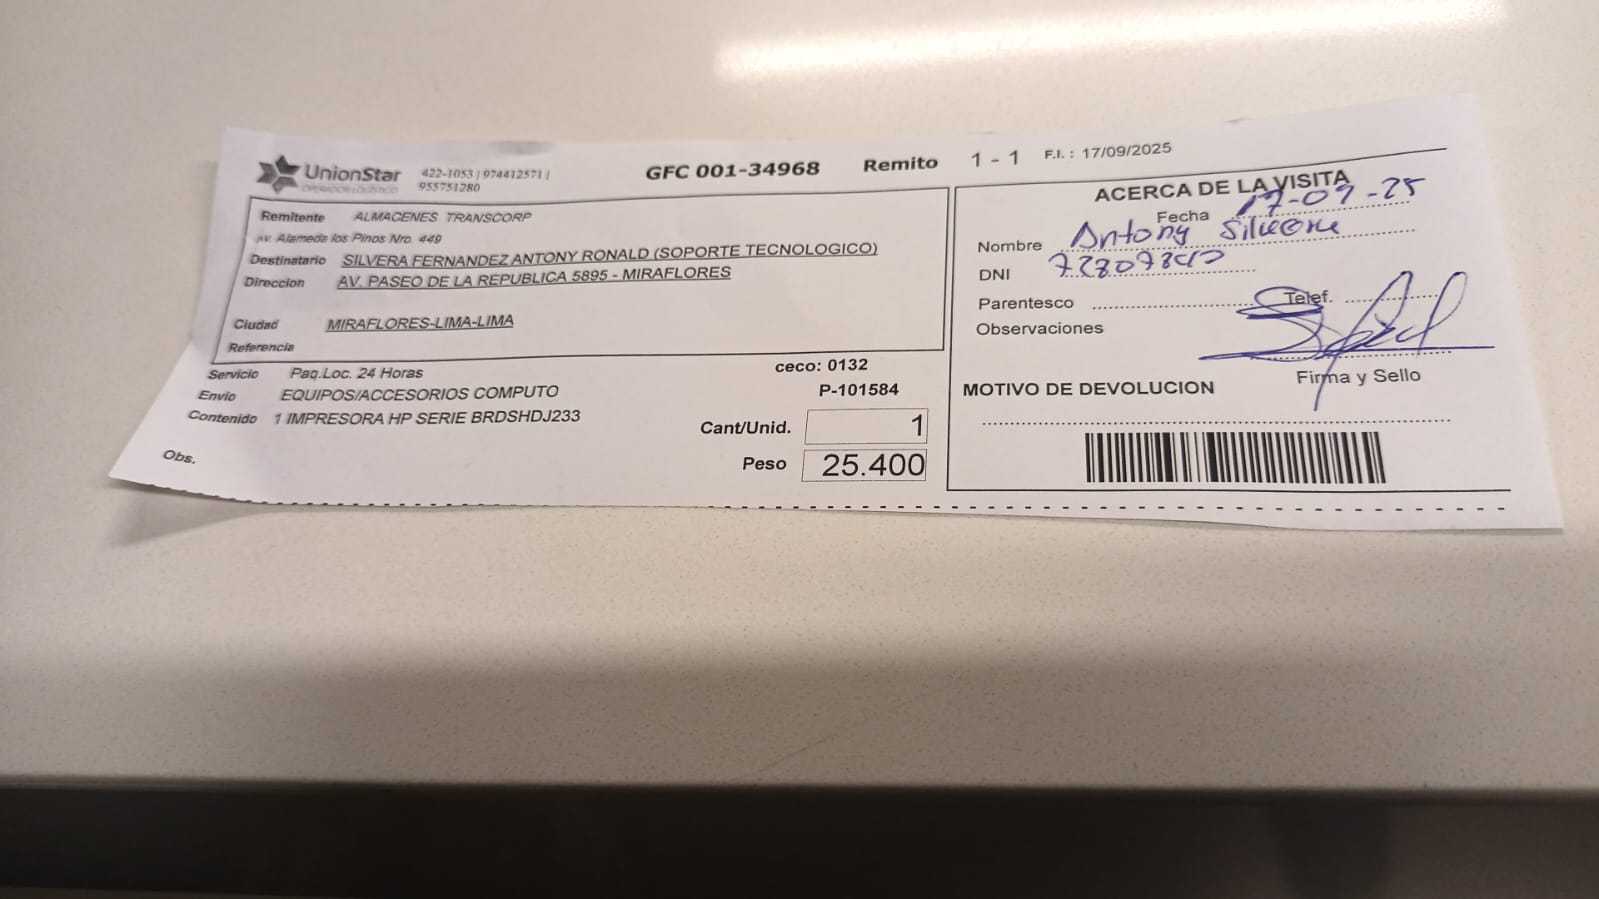 UnionStar
OPERADOR LOGISTICO
422-1053 | 974412571 |
955751280
GFC 001-34968
Remito 1 - 1
F.I. : 17/09/2025
Remitente ALMACENES TRANSCORP
AV. Alameda los Pinos Nro. 449
Destinatario SILVERA FERNANDEZ ANTONY RONALD (SOPORTE TECNOLOGICO)
Direccion AV. PASEO DE LA REPUBLICA 5895 - MIRAFLORES
Ciudad MIRAFLORES-LIMA-LIMA
Referencia
Servicio Paq.Loc. 24 Horas
ceco: 0132
Envio EQUIPOS/ACCESORIOS COMPUTO
P-101584
Contenido 1 IMPRESORA HP SERIE BRDSHDJ233
Cant/Unid. 1
Obs.
Peso 25.400
ACERCA DE LA VISITA
Fecha 17-09-25
Nombre Antony
DNI
Parentesco
Telef.
Observaciones
Firma y Sello
MOTIVO DE DEVOLUCION